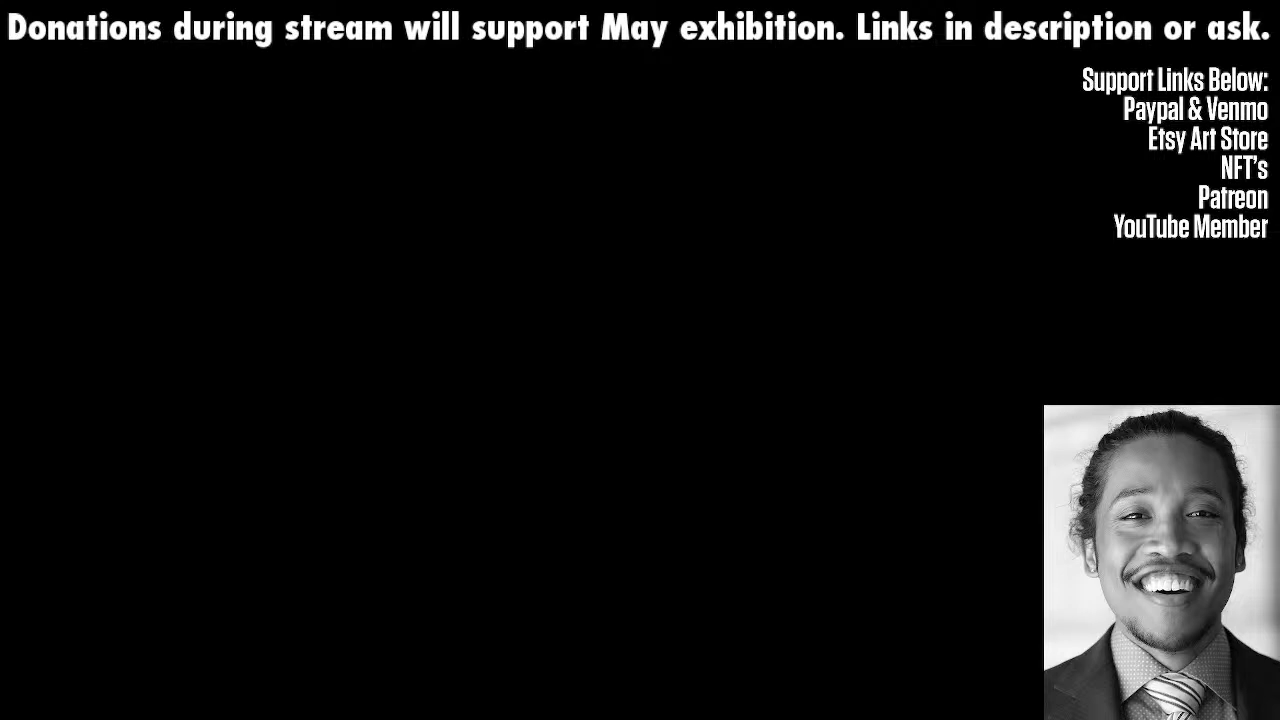 Donations during stream will support May exhibition. Links in description or ask.
Support Links Below:
Paypal & Venmo
Etsy Art Store
NFT's
Patreon
YouTube Member